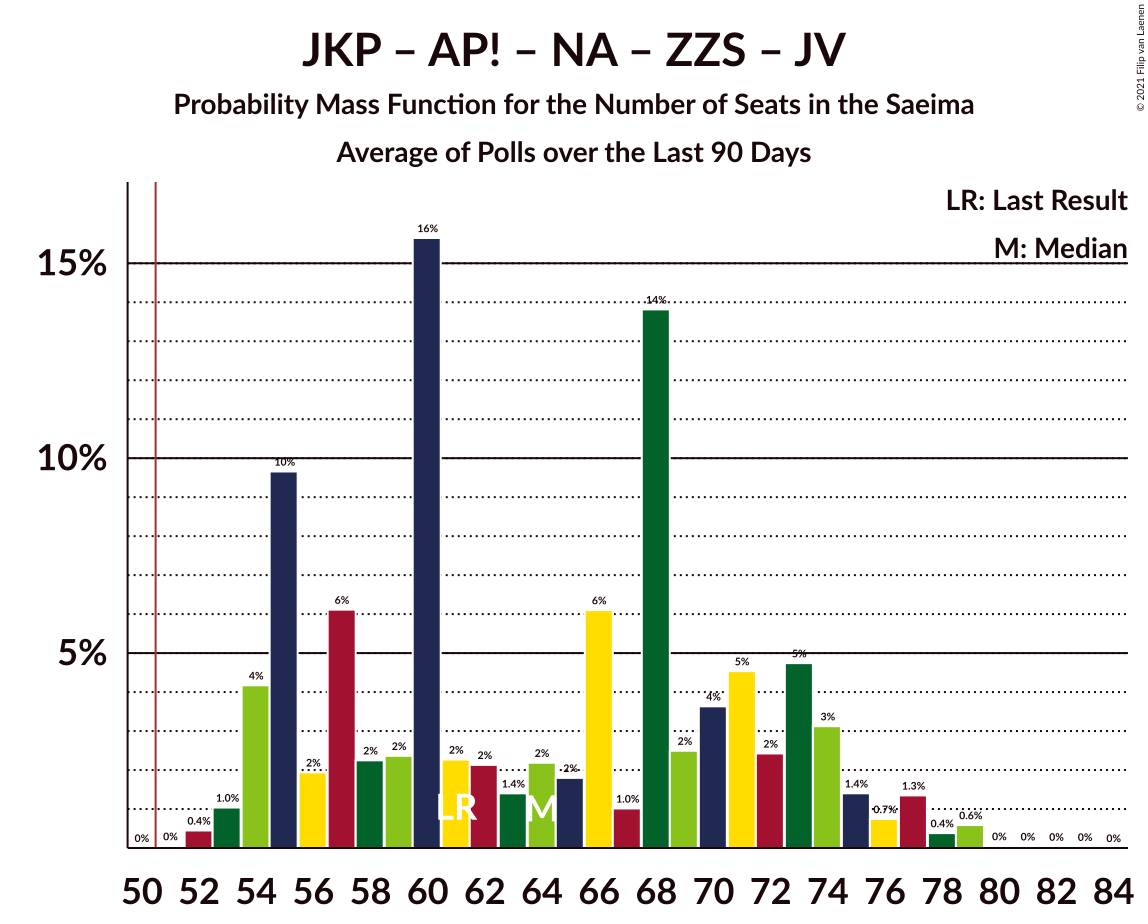 JKP – AP! – NA – ZZS – JV
Probability Mass Function for the Number of Seats in the Saeima
Average of Polls over the Last 90 Days
© 2021 Filip van Laenen
LR: Last Result
M: Median
15%
10%
5%
0% 0% 0.4% 1.0% 4% 10% 2% 6% 2% 2% 16% 2% 2% 1.4% 2% 2% 6% 1.0% 14% 2% 4% 5% 2% 5% 3% 1.4% 0.7% 1.3% 0.4% 0.6% 0% 0% 0% 0% 0%
LR M
50 52 54 56 58 60 62 64 66 68 70 72 74 76 78 80 82 84